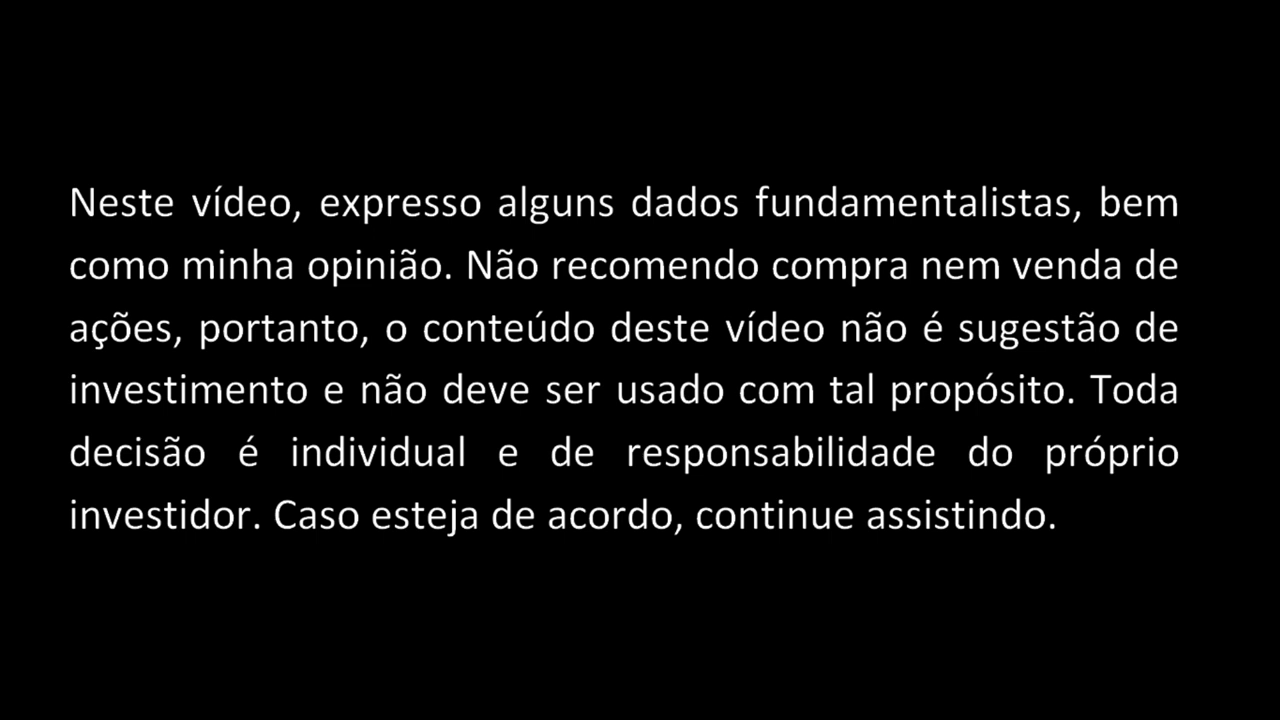 Neste vídeo, expresso alguns dados fundamentalistas, bem
como minha opinião. Não recomendo compra nem venda de
ações, portanto, o conteúdo deste vídeo não é sugestão de
investimento e não deve ser usado com tal propósito. Toda
decisão é individual e de responsabilidade do próprio
investidor. Caso esteja de acordo, continue assistindo.